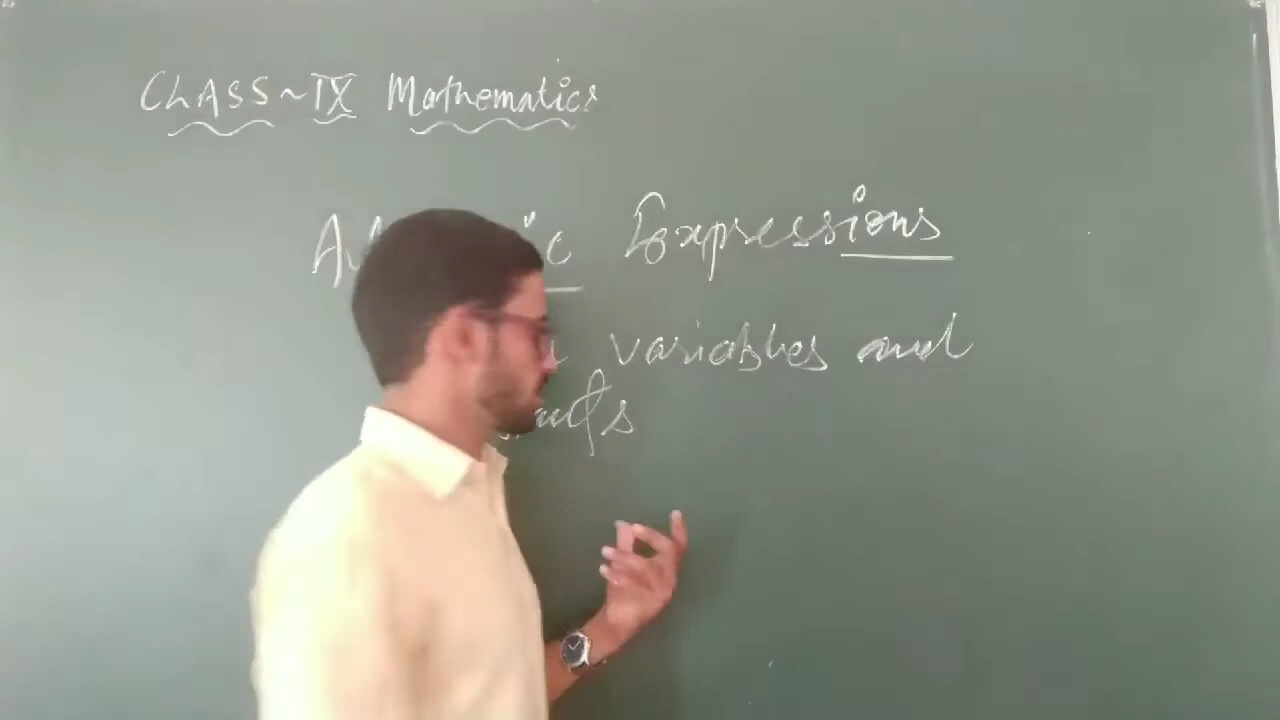 CLASS ~ IX Mathematics
Expressions
variables and